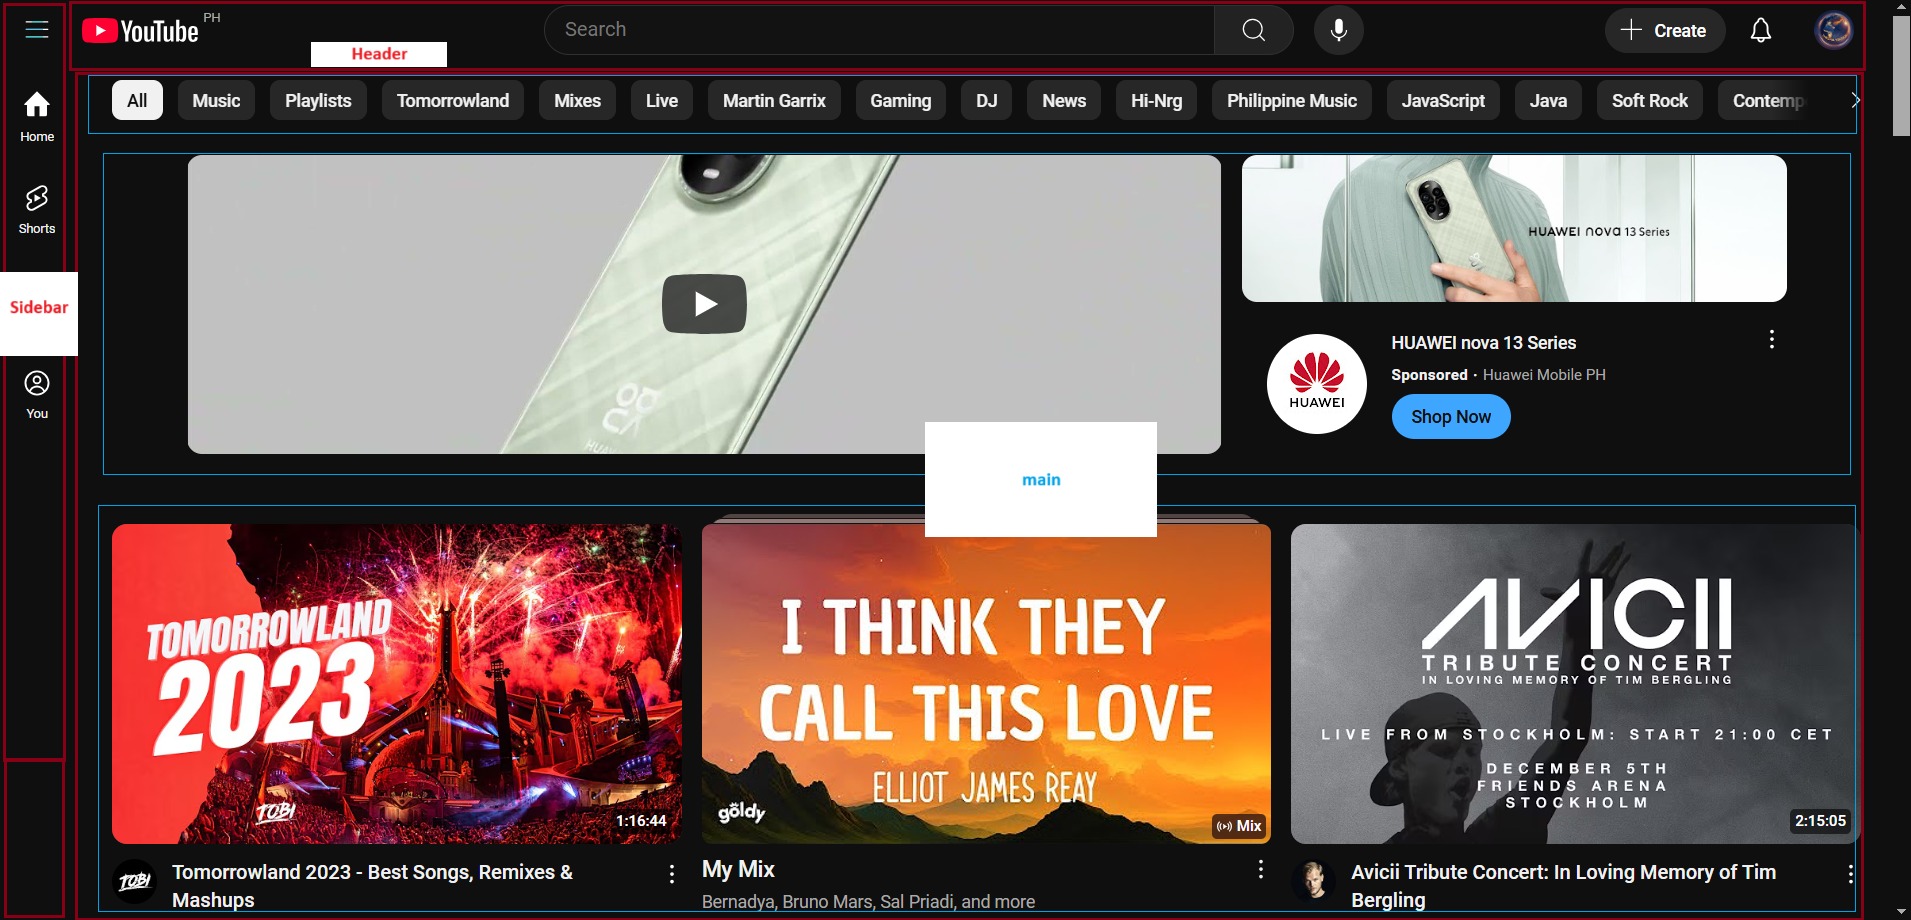 YouTube PH
Search
Create
Header
All Music Playlists Tomorrowland Mixes Live Martin Garrix Gaming DJ News Hi-Nrg Philippine Music JavaScript Java Soft Rock Contemp
Home
Shorts
Sidebar
You
HUAWEI nova 13 Series
HUAWEI
HUAWEI nova 13 Series
Sponsored · Huawei Mobile PH
Shop Now
main
TOMORROWLAND
2023
TOBI
1:16:44
I THINK THEY
CALL THIS LOVE
ELLIOT JAMES REAY
göldy
Mix
AVICII
TRIBUTE CONCERT
IN LOVING MEMORY OF TIM BERGLING
LIVE FROM STOCKHOLM: START 21:00 CET
DECEMBER 5TH
FRIENDS ARENA
STOCKHOLM
2:15:05
TOBI
Tomorrowland 2023 - Best Songs, Remixes &
Mashups
My Mix
Bernadya, Bruno Mars, Sal Priadi, and more
Avicii Tribute Concert: In Loving Memory of Tim
Bergling